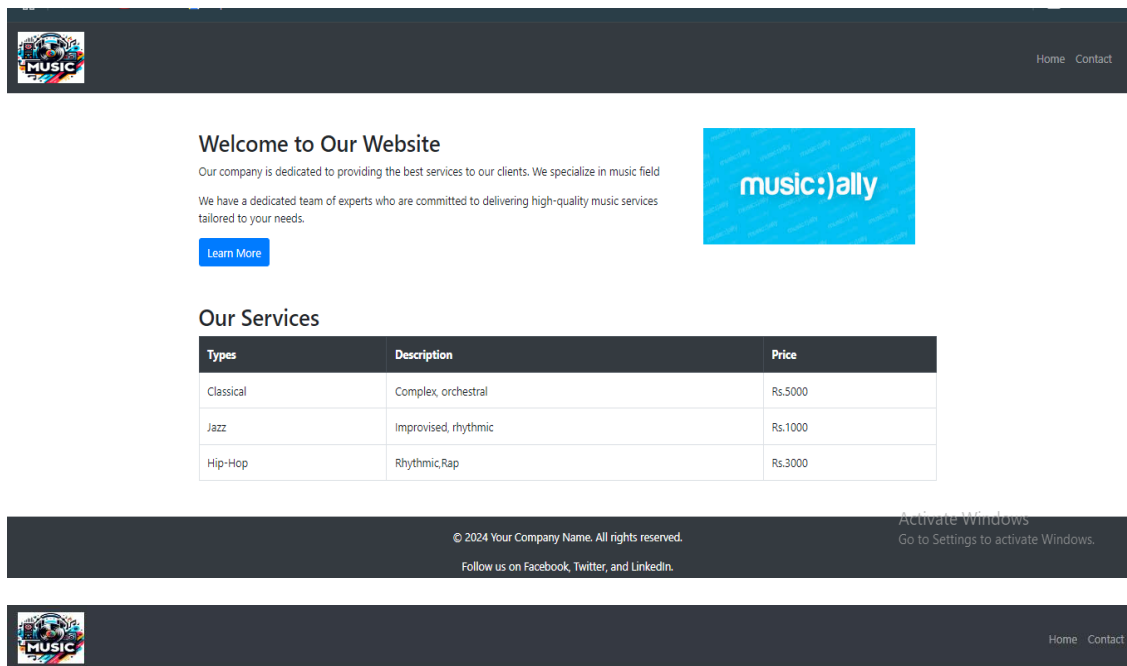 MUSIC
Home Contact
Welcome to Our Website
Our company is dedicated to providing the best services to our clients. We specialize in music field
music:)ally
We have a dedicated team of experts who are committed to delivering high-quality music services
tailored to your needs.
Learn More
Our Services
Types Description Price
Classical Complex, orchestral Rs.5000
Jazz Improvised, rhythmic Rs.1000
Hip-Hop Rhythmic,Rap Rs.3000
Activate Windows
Go to Settings to activate Windows.
© 2024 Your Company Name. All rights reserved.
Follow us on Facebook, Twitter, and LinkedIn.
MUSIC
Home Contact